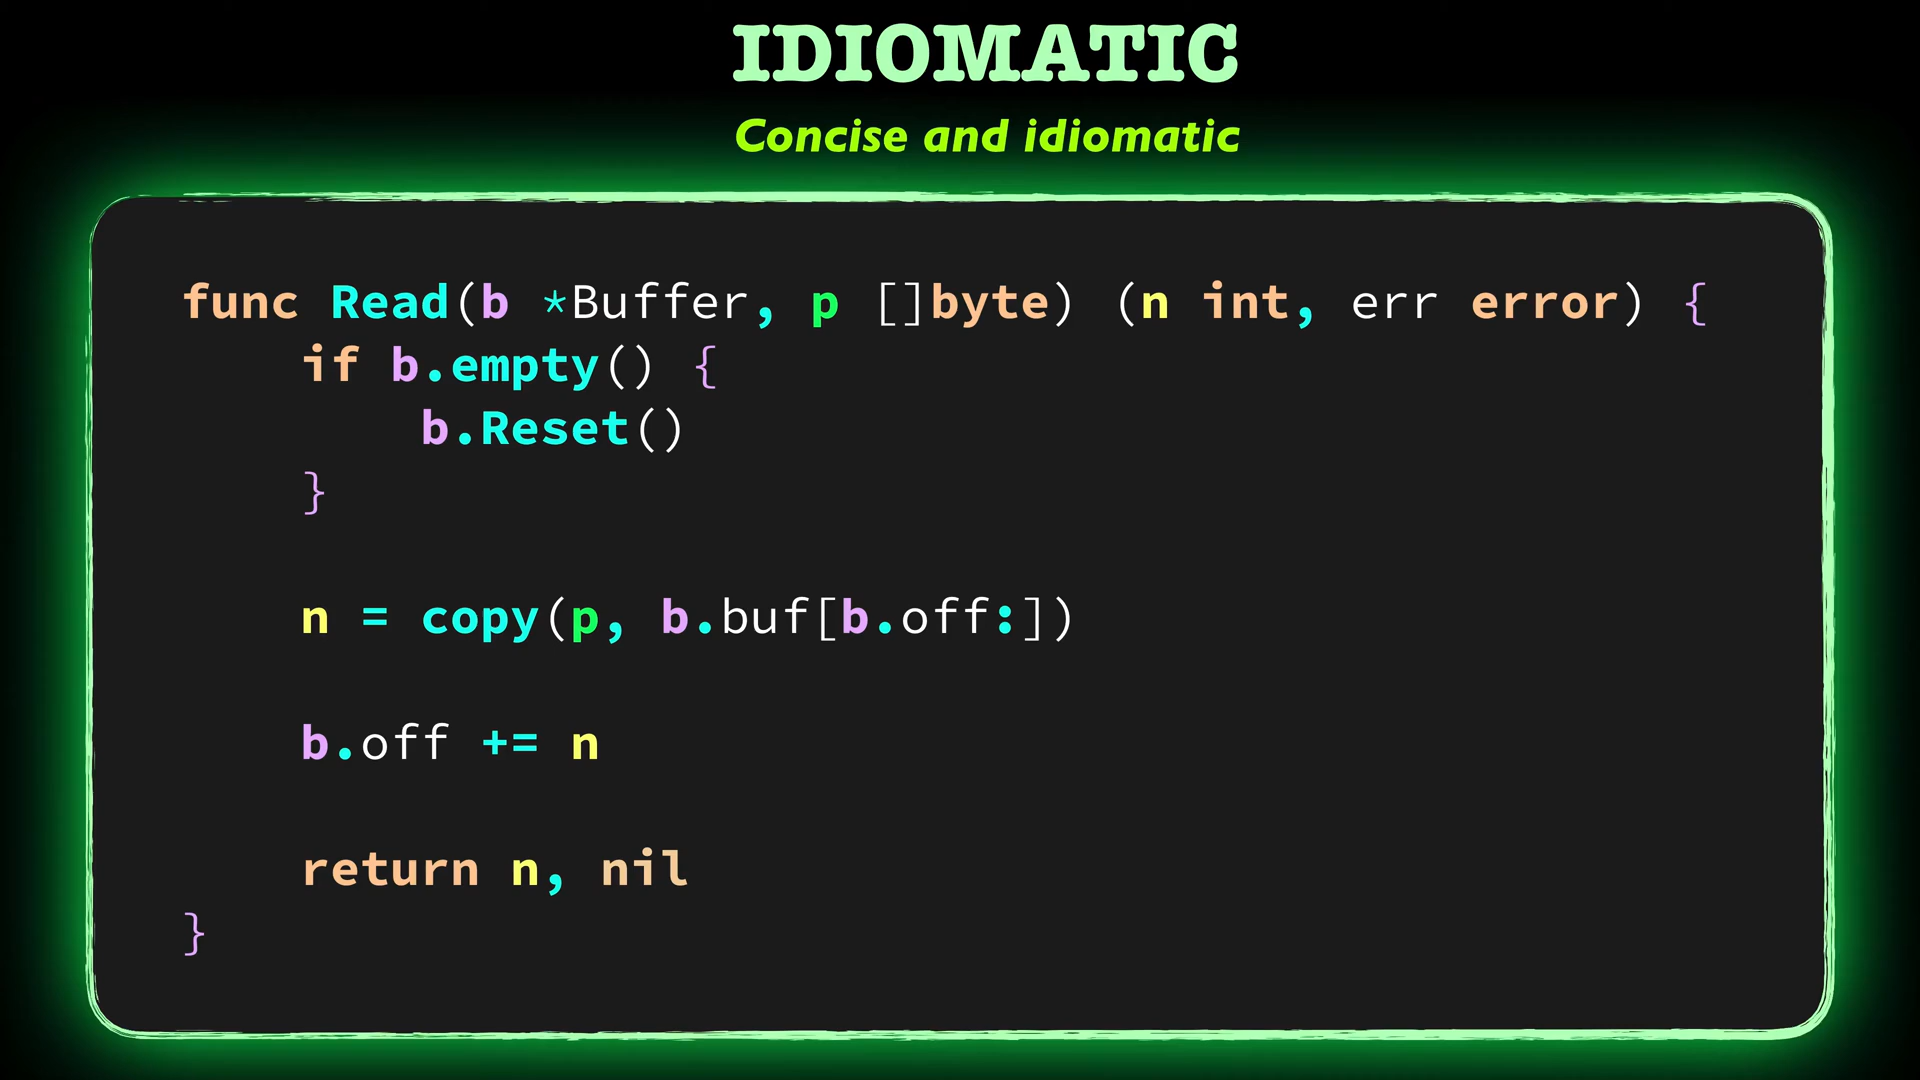 IDIOMATIC
Concise and idiomatic
func Read(b *Buffer, p []byte) (n int, err error) {
    if b.empty() {
        b.Reset()
    }
    n = copy(p, b.buf[b.off:])
    b.off += n
    return n, nil
}